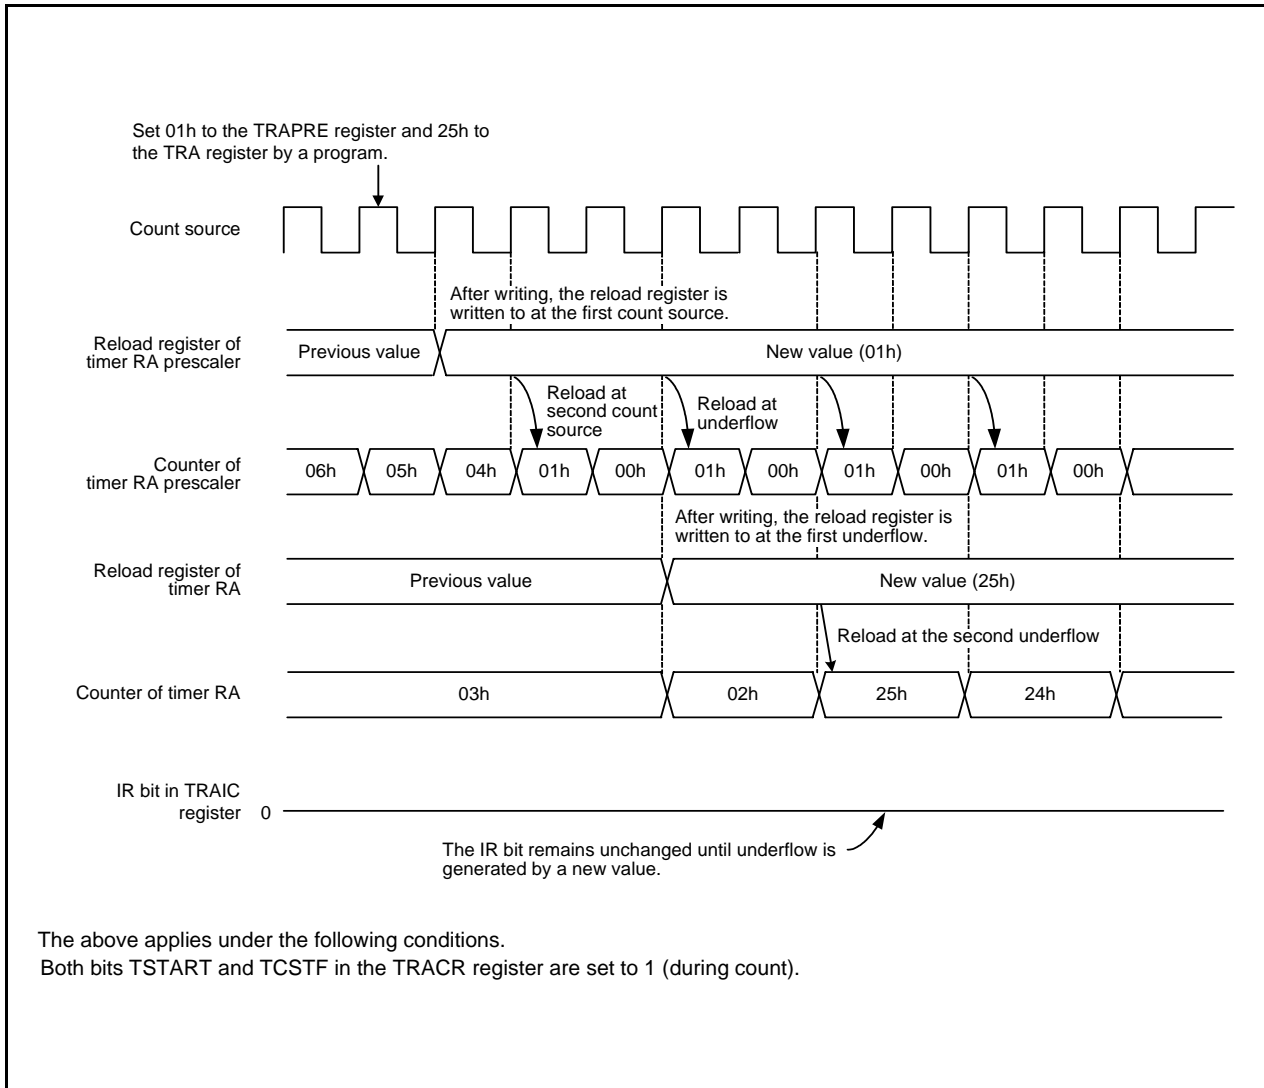 Set 01h to the TRAPRE register and 25h to
the TRA register by a program.
Count source
After writing, the reload register is
written to at the first count source.
Reload register of
timer RA prescaler
Previous value
New value (01h)
Reload at
second count
source
Reload at
underflow
Counter of
timer RA prescaler
06h 05h 04h 01h 00h 01h 00h 01h 00h 01h 00h
After writing, the reload register is
written to at the first underflow.
Reload register of
timer RA
Previous value
New value (25h)
Reload at the second underflow
Counter of timer RA
03h 02h 25h 24h
IR bit in TRAIC
register 0
The IR bit remains unchanged until underflow is
generated by a new value.
The above applies under the following conditions.
Both bits TSTART and TCSTF in the TRACR register are set to 1 (during count).